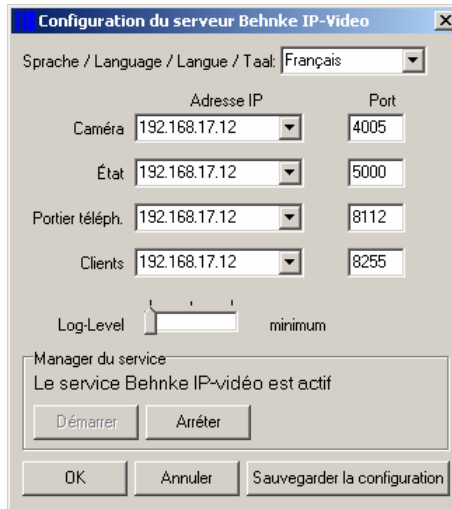 Configuration du serveur Behnke IP-Video
Sprache / Language / Langue / Taal: Français
Adresse IP Port
Caméra 192.168.17.12 4005
État 192.168.17.12 5000
Portier téléph. 192.168.17.12 8112
Clients 192.168.17.12 8255
Log-Level minimum
Manager du service
Le service Behnke IP-vidéo est actif
Démarrer Arréter
OK Annuler Sauvegarder la configuration